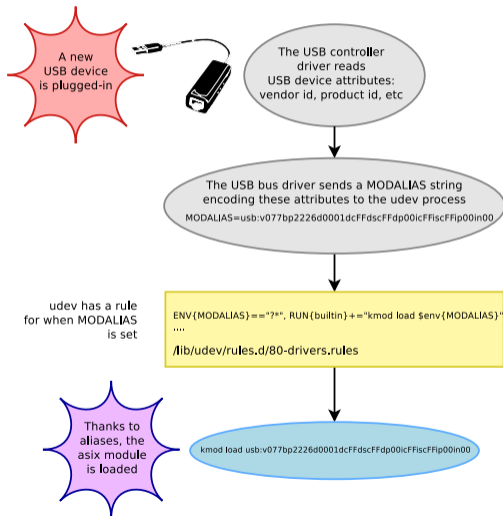 A new
USB device
is plugged-in
The USB controller
driver reads
USB device attributes:
vendor id, product id, etc
The USB bus driver sends a MODALIAS string
encoding these attributes to the udev process
MODALIAS=usb:v077bp2226d0001dcFFdscFFdp00icFFiscFFip00in00
udev has a rule
for when MODALIAS
is set
ENV{MODALIAS}=="?*", RUN{builtin}+="kmod load $env{MODALIAS}"
....
/lib/udev/rules.d/80-drivers.rules
Thanks to
aliases, the
asix module
is loaded
kmod load usb:v077bp2226d0001dcFFdscFFdp00icFFiscFFip00in00